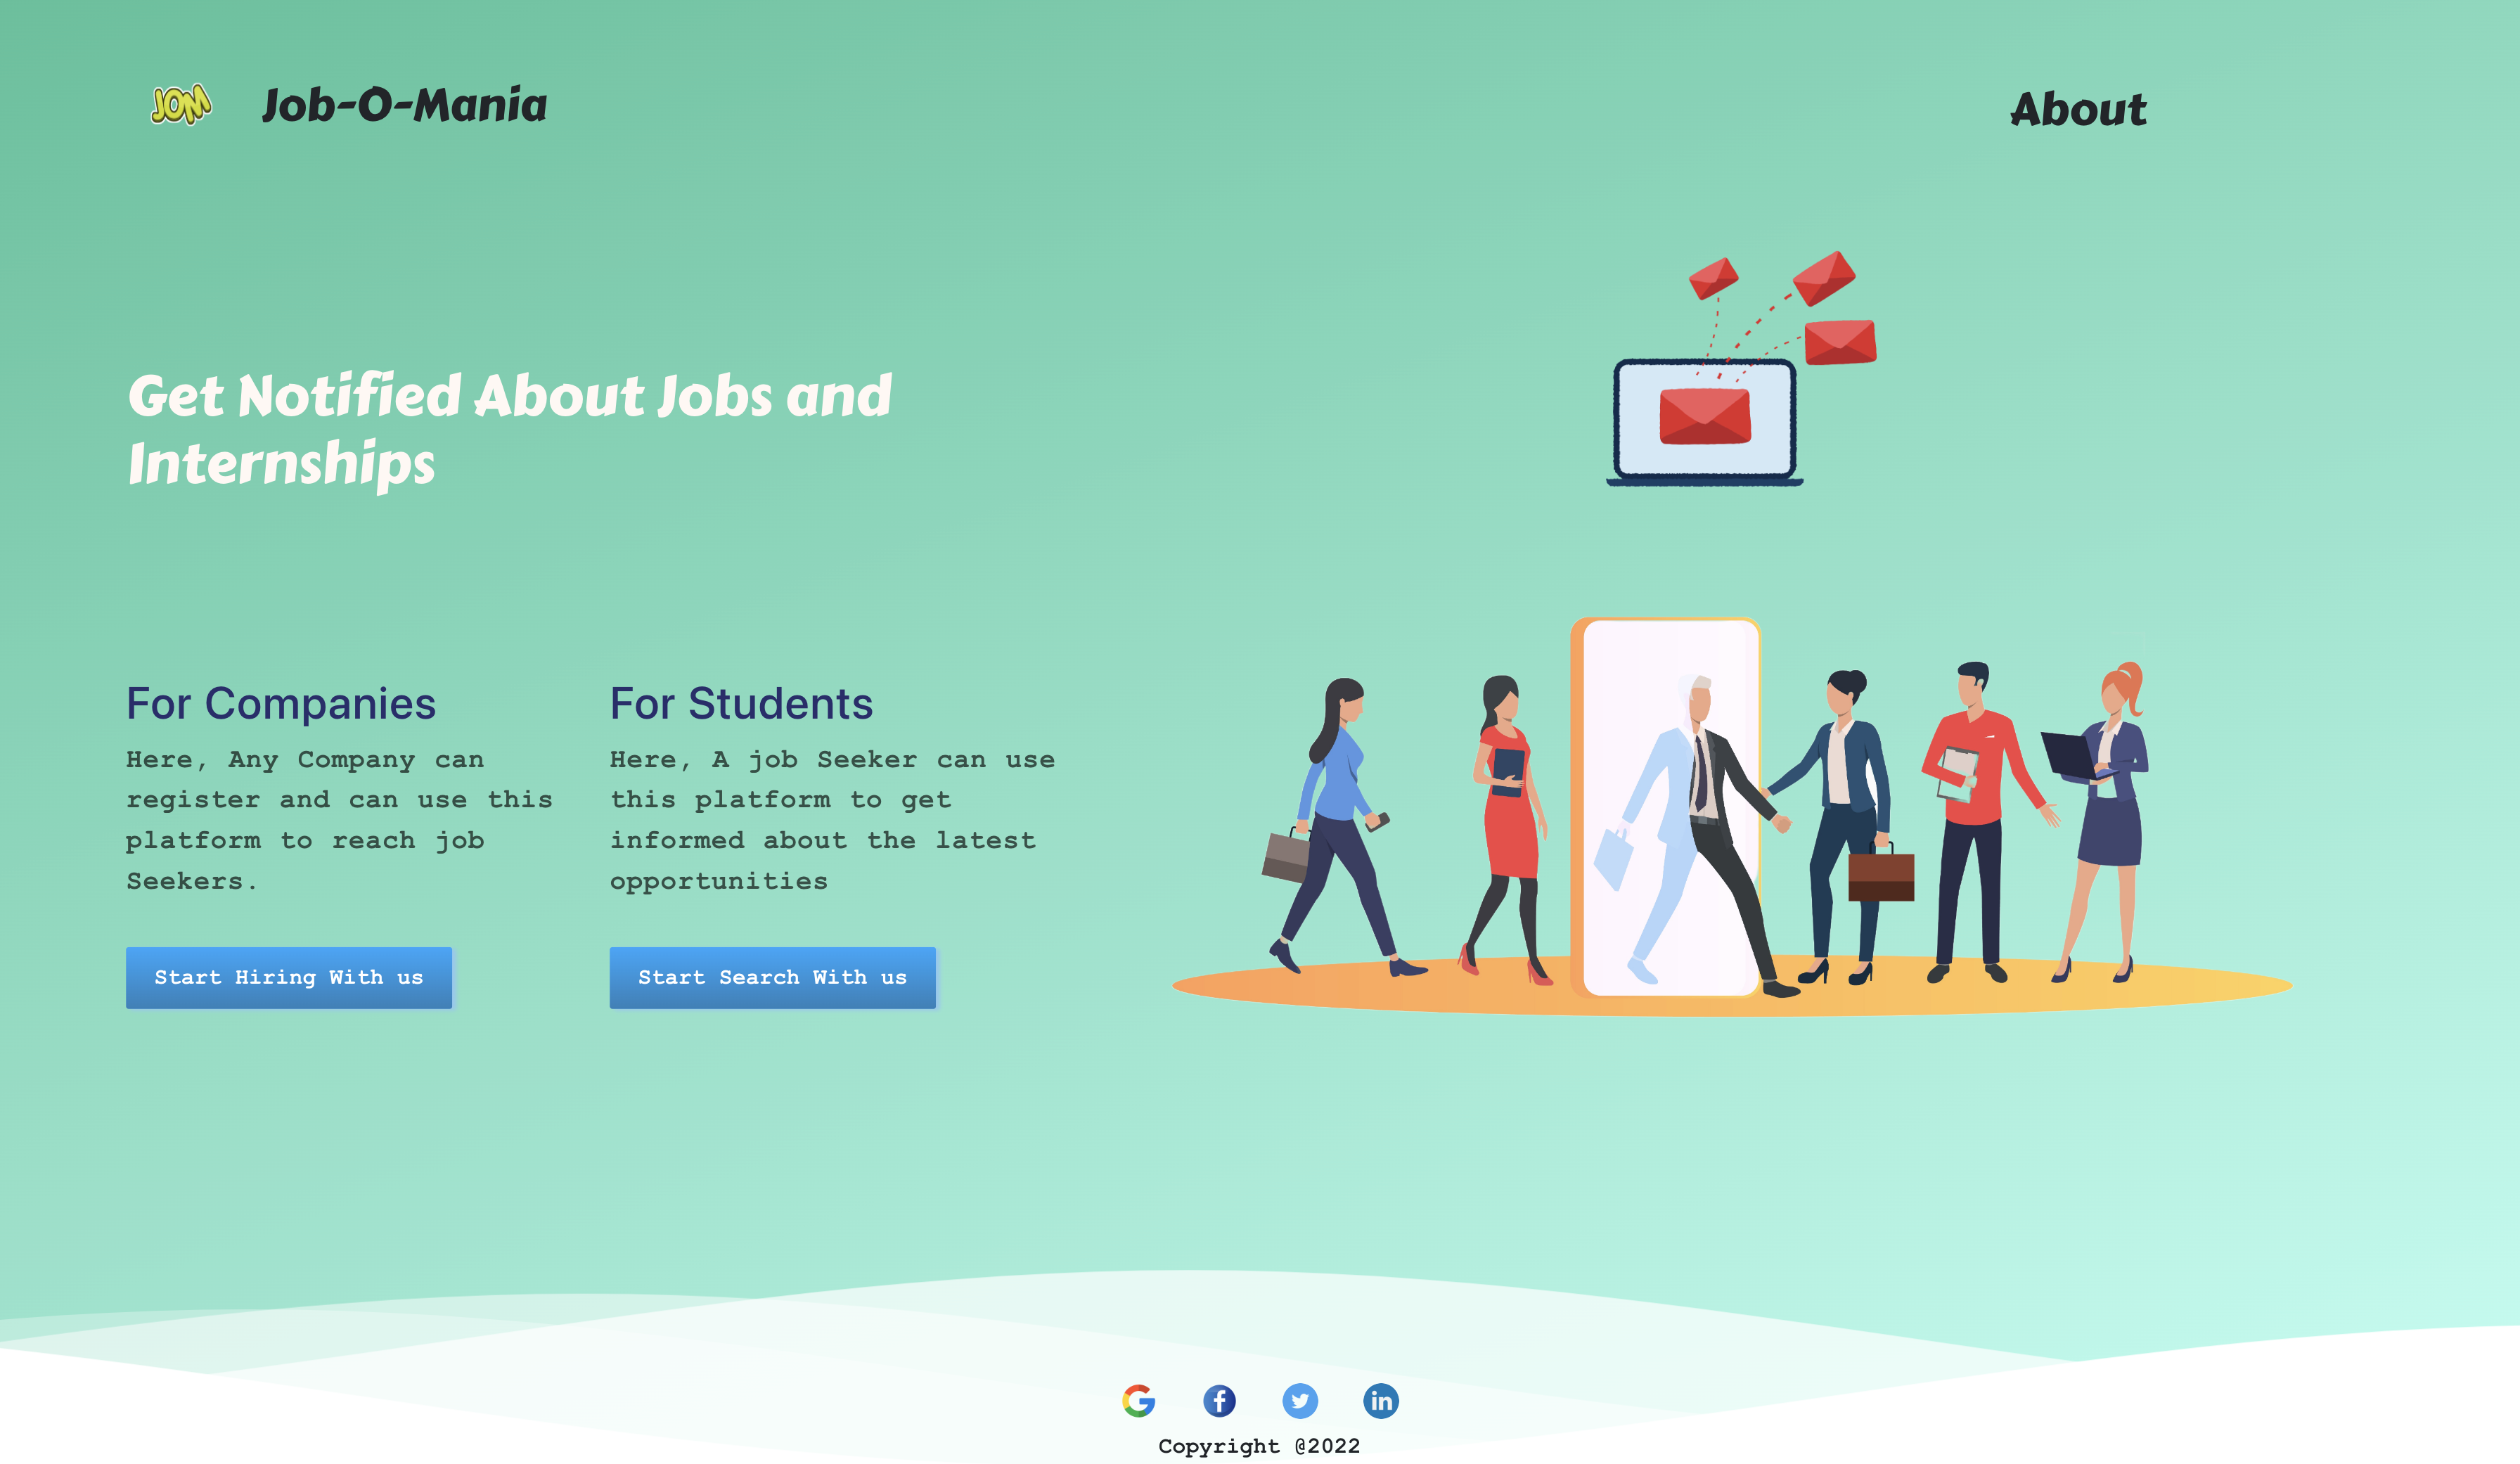 JOM
Job-O-Mania
About
Get Notified About Jobs and
Internships
For Companies
Here, Any Company can
register and can use this
platform to reach job
Seekers.
Start Hiring With us
For Students
Here, A job Seeker can use
this platform to get
informed about the latest
opportunities
Start Search With us
G
f
in
Copyright @2022